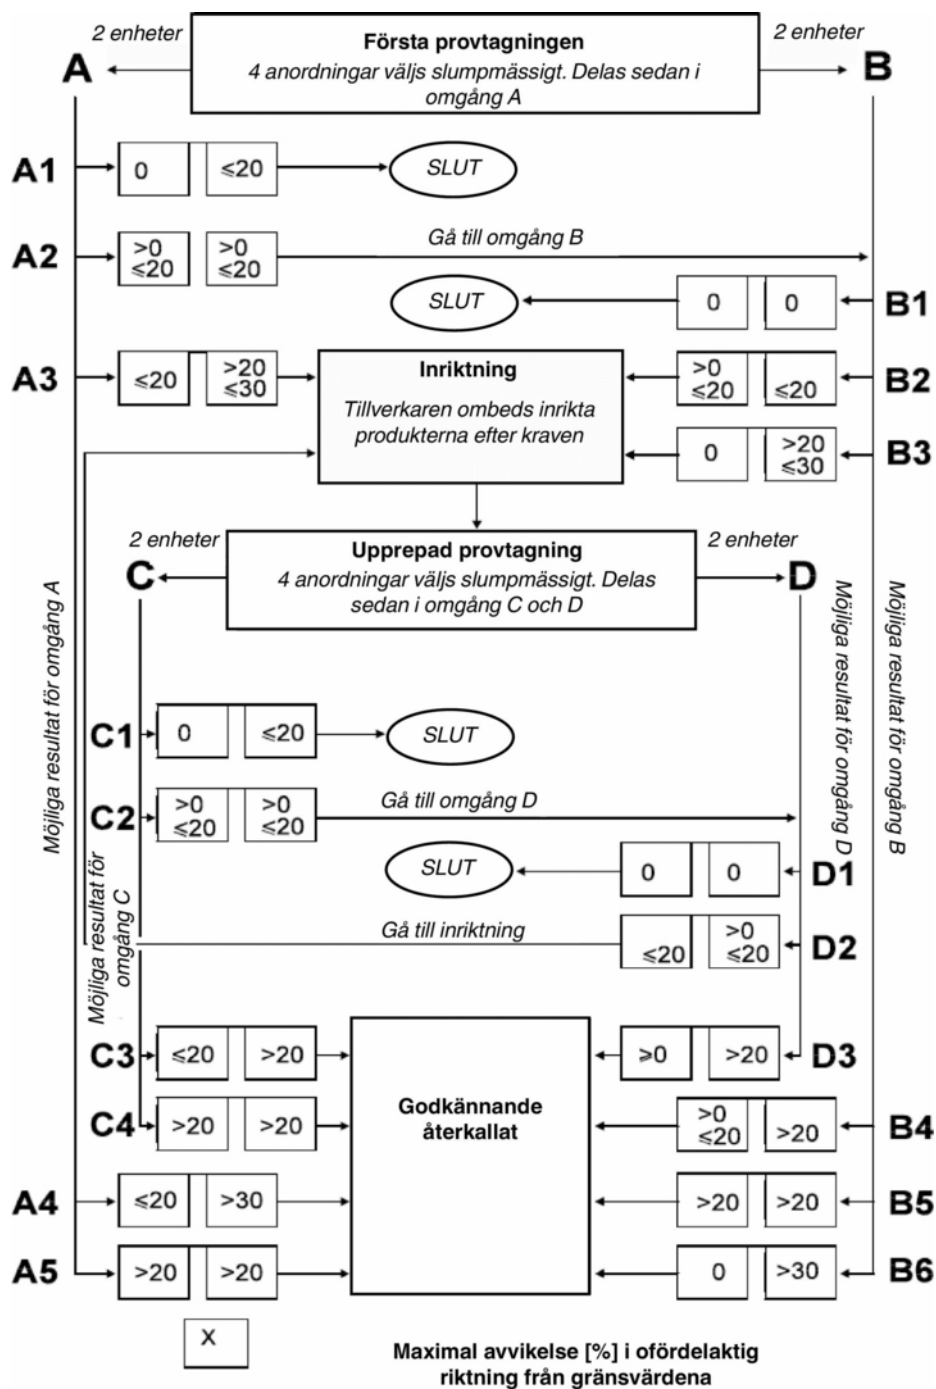 2 enheter
Första provtagningen
2 enheter
A
4 anordningar väljs slumpmässigt. Delas sedan i
omgång A
B
A1
0
≤20
SLUT
A2
>0
≤20
>0
≤20
Gå till omgång B
SLUT
0
0
B1
A3
≤20
>20
≤30
Inriktning
Tillverkaren ombeds inrikta
produkterna efter kraven
>0
≤20
≤20
B2
0
>20
≤30
B3
2 enheter
Upprepad provtagning
2 enheter
C
4 anordningar väljs slumpmässigt. Delas
sedan i omgång C och D
D
Möjliga resultat för omgång A
Möjliga resultat för omgång D
Möjliga resultat för omgång B
C1
0
≤20
SLUT
C2
>0
≤20
>0
≤20
Gå till omgång D
SLUT
0
0
D1
Möjliga resultat för
omgång C
Gå till inriktning
≤20
>0
≤20
D2
C3
≤20
>20
Godkännande
återkallat
≥0
>20
D3
C4
>20
>20
>0
≤20
>20
B4
A4
≤20
>30
>20
>20
B5
A5
>20
>20
0
>30
B6
X
Maximal avvikelse [%] i ofördelaktig
riktning från gränsvärdena